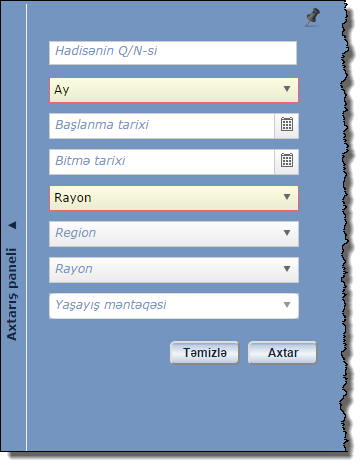 Hadisənin Q/N-si
Ay
Başlanma tarixi
Bitmə tarixi
Rayon
Region
Rayon
Yaşayış məntəqəsi
Təmizlə Axtar
Axtarış paneli